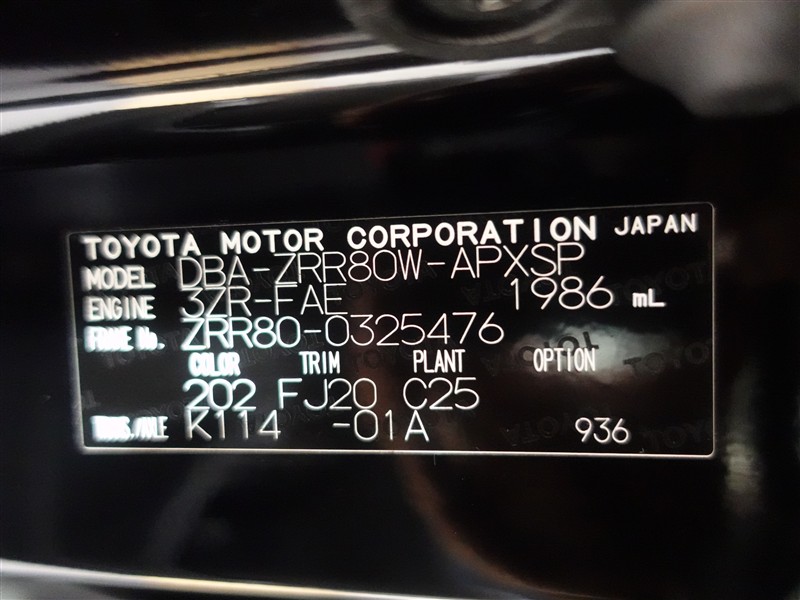 TOYOTA MOTOR CORPORATION JAPAN
MODEL DBA-ZRR80W-APXSP
ENGINE 3ZR-FAE 1986 mL
FRAME No. ZRR80-0325476
COLOR TRIM PLANT OPTION
202 FJ20 C25
TRANS./AXLE K114 -01A 936